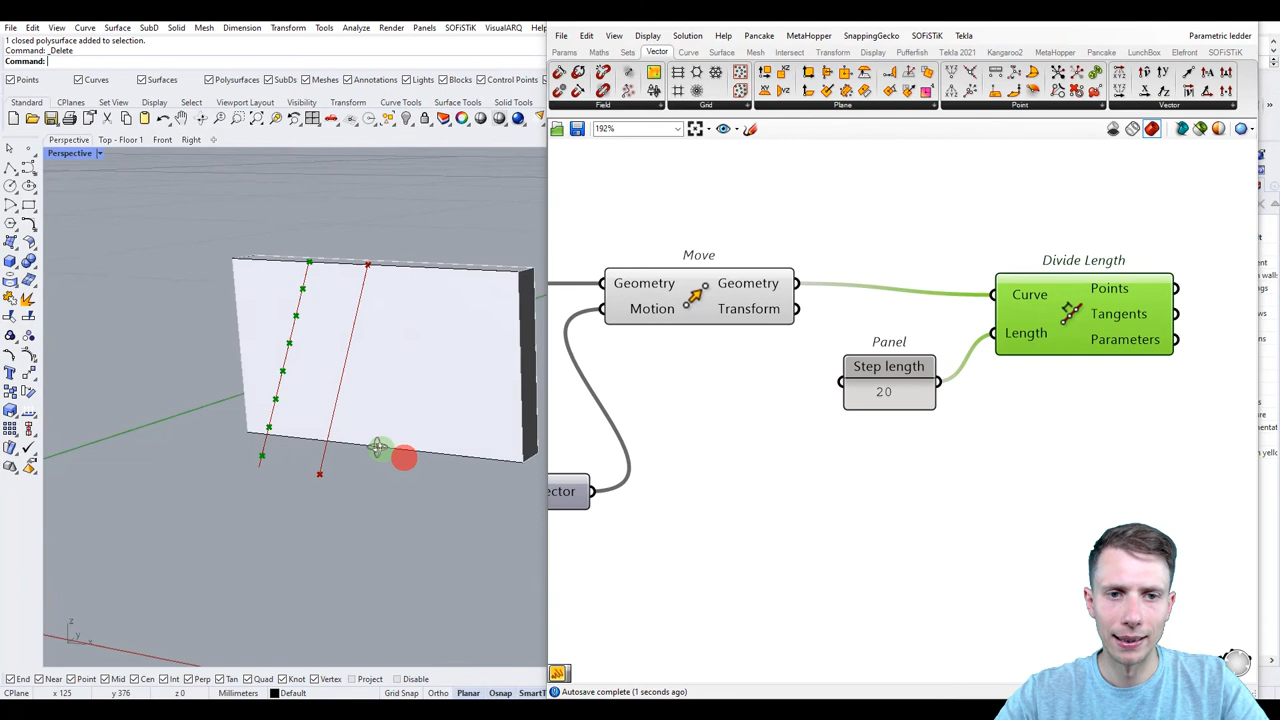 File Edit View Curve Surface SubD Solid Mesh Dimension Transform Tools Analyze Render Panels SOFiSTiK VisualARQ
1 closed polysurface added to selection.
Command: _Delete
Command:
Points Curves Surfaces Polysurfaces SubDs Meshes Annotations Lights Blocks Control Points
Standard CPlanes Set View Display Select Viewport Layout Visibility Transform Curve Tools Surface Tools Solid Tools
Perspective Top - Floor 1 Front Right
Perspective
z
y
x
End Near Point Mid Cen Int Perp Tan Quad Knot Vertex Project Disable
CPlane x 125 y 376 z 0 Millimeters Default Grid Snap Ortho Planar Osnap SmartT
File Edit View Display Solution Help Pancake MetaHopper SnappingGecko SOFiSTiK Tekla Parametric ledder
Params Maths Sets Vector Curve Surface Mesh Intersect Transform Display Pufferfish Tekla 2021 Kangaroo2 MetaHopper Pancake LunchBox Elefront SOFiSTiK
Field Grid Plane Point Vector
192%
Move
Geometry Geometry
Motion Transform
Divide Length
Curve Points
Tangents
Length
Parameters
Panel
Step length
20
ector
Autosave complete (1 seconds ago)